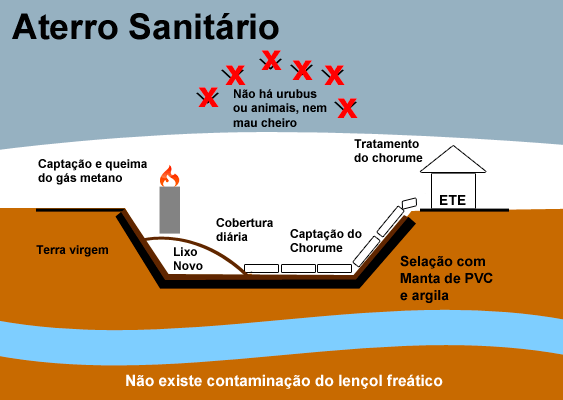 Aterro Sanitário
Não há urubus
ou animais, nem
mau cheiro
Tratamento
do chorume
Captação e queima
do gás metano
ETE
Cobertura
diária
Captação do
Chorume
Terra virgem
Lixo
Novo
Selação com
Manta de PVC
e argila
Não existe contaminação do lençol freático